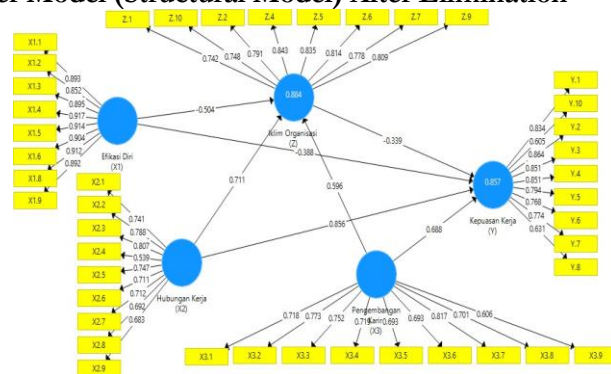 er Model (Structural Model) After Elimination
Z.1
Z.10
Z.2
Z.4
Z.5
Z.6
Z.7
Z.9
0.742
0.748
0.791
0.843
0.835
0.814
0.778
0.809
X1.1
X1.2
X1.3
X1.4
X1.5
X1.6
X1.8
X1.9
0.893
0.852
0.895
0.917
0.914
0.904
0.912
0.892
Efikasi Diri
(X1)
0.884
Iklim Organisasi
(Z)
-0.504
-0.339
-0.388
0.711
0.596
0.856
0.688
0.857
Kepuasan Kerja
(Y)
Y.1
Y.10
Y.2
Y.3
Y.4
Y.5
Y.6
Y.7
Y.8
0.834
0.605
0.864
0.851
0.851
0.794
0.768
0.774
0.631
X2.1
X2.2
X2.3
X2.4
X2.5
X2.6
X2.7
X2.8
X2.9
0.741
0.788
0.807
0.539
0.747
0.711
0.712
0.692
0.683
Hubungan Kerja
(X2)
Pengembangan
Karir
(X3)
0.718
0.773
0.752
0.693
0.693
0.817
0.701
0.606
X3.1
X3.2
X3.3
X3.4
X3.5
X3.6
X3.7
X3.8
X3.9